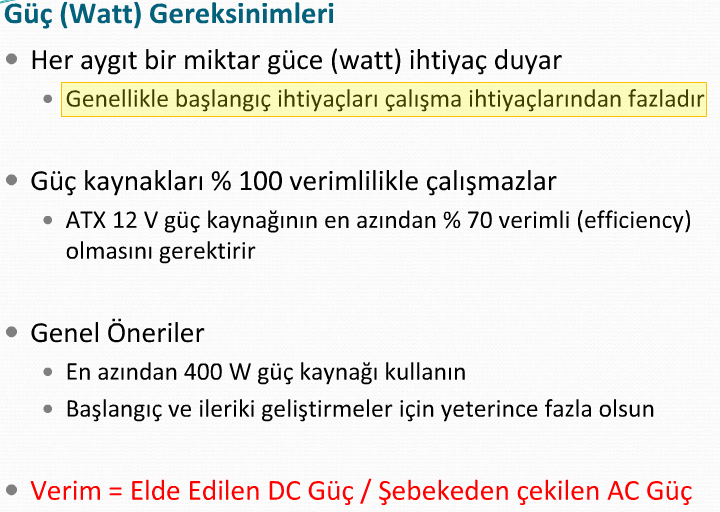 Güç (Watt) Gereksinimleri
• Her aygıt bir miktar güce (watt) ihtiyaç duyar
• Genellikle başlangıç ihtiyaçları çalışma ihtiyaçlarından fazladır
• Güç kaynakları % 100 verimlilikle çalışmazlar
• ATX 12 V güç kaynağının en azından % 70 verimli (efficiency)
olmasını gerektirir
• Genel Öneriler
• En azından 400 W güç kaynağı kullanın
• Başlangıç ve ileriki geliştirmeler için yeterince fazla olsun
• Verim = Elde Edilen DC Güç / Şebekeden çekilen AC Güç